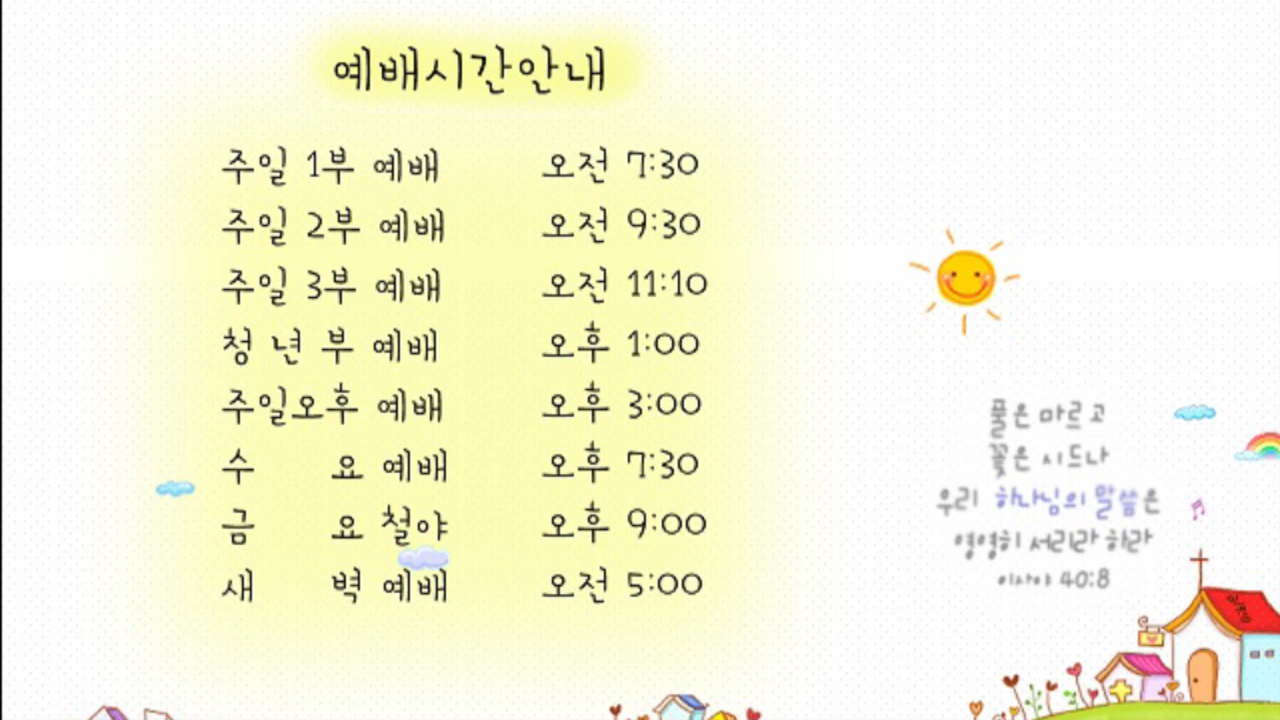 예배시간안내
주일 1부 예배 오전 7:30
주일 2부 예배 오전 9:30
주일 3부 예배 오전 11:10
청 년 부 예배 오후 1:00
주일오후 예배 오후 3:00
수 요 예배 오후 7:30
금 요 철야 오후 9:00
새 벽 예배 오전 5:00
풀은 마르고
꽃은 시드나
우리 하나님의 말씀은
영영히 서리라 하라
이사야 40:8